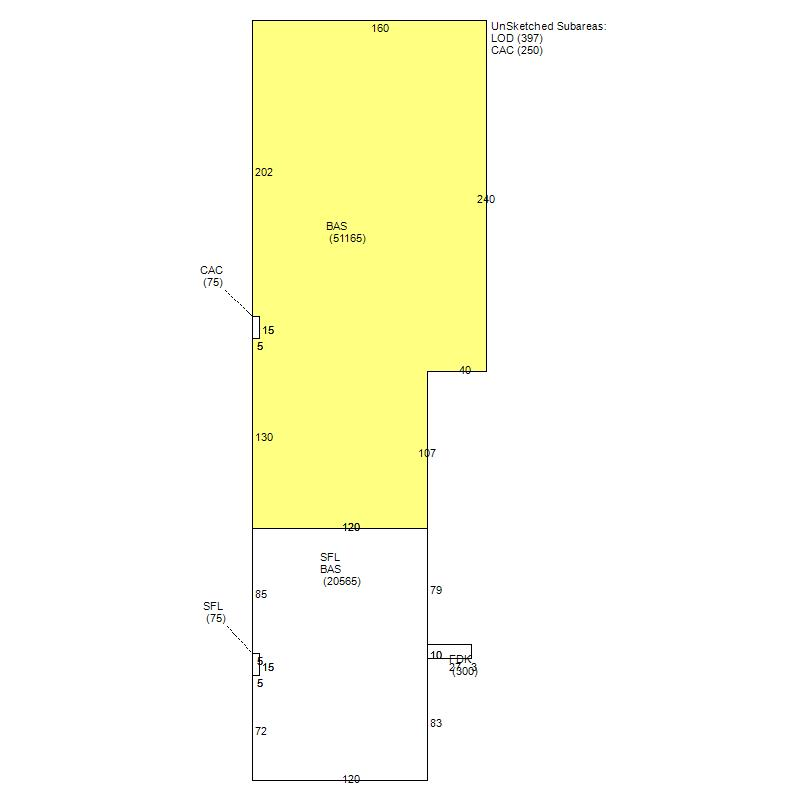 160
UnSketched Subareas:
LOD (397)
CAC (250)
202
240
BAS
(51165)
CAC
(75)
15
5
40
130
107
120
SFL
BAS
(20565)
85
79
SFL
(75)
5
15
5
10
FDK
(300)
72
83
120